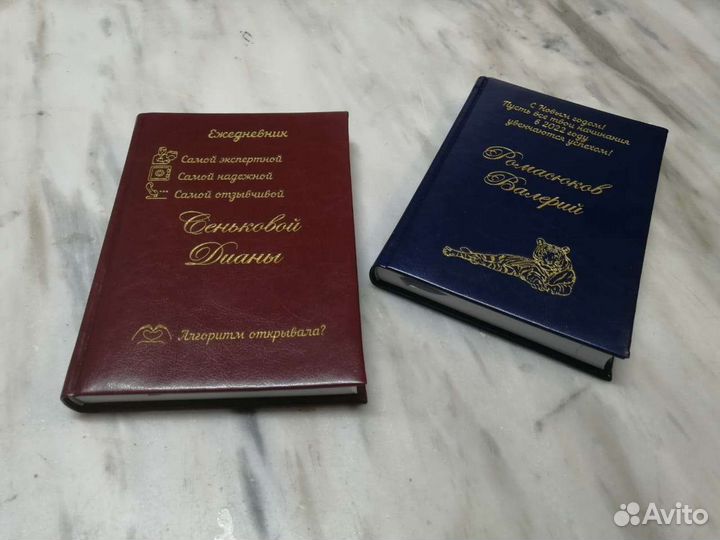 Ежедневник
Самой экспертной
Самой надежной
Самой отзывчивой
Сеньковой
Дианы
Алгоритм открывала?
С Новым годом!
Пусть все твои начинания
в 2022 году
увенчаются успехом!
Ромасюков
Валерий
Avito